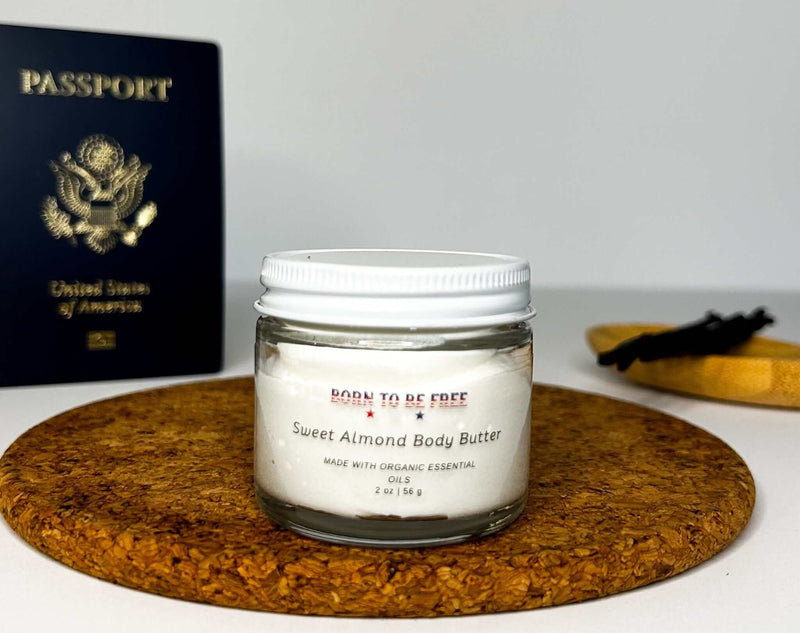 PASSPORT
United States
of America
BORN TO BE FREE
Sweet Almond Body Butter
MADE WITH ORGANIC ESSENTIAL
OILS
2 oz | 56 g